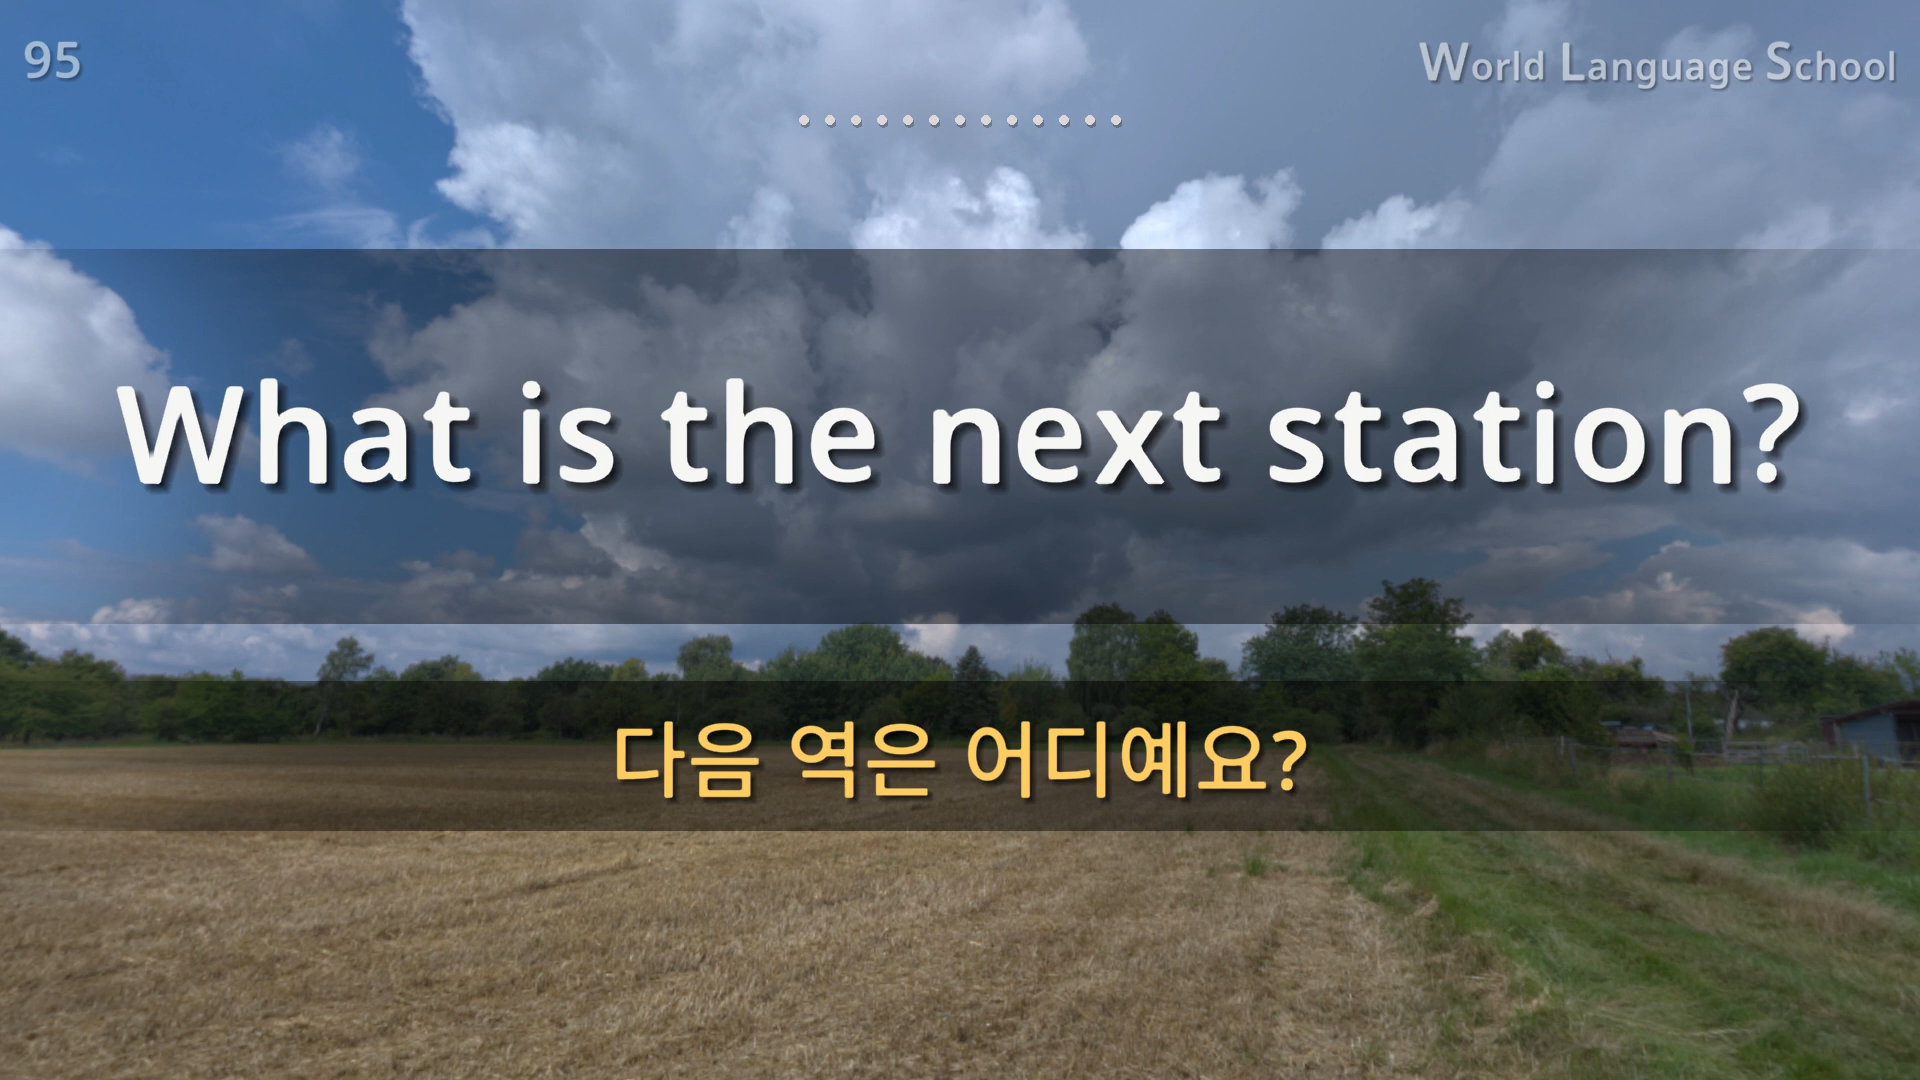 95
World Language School
What is the next station?
다음 역은 어디예요?